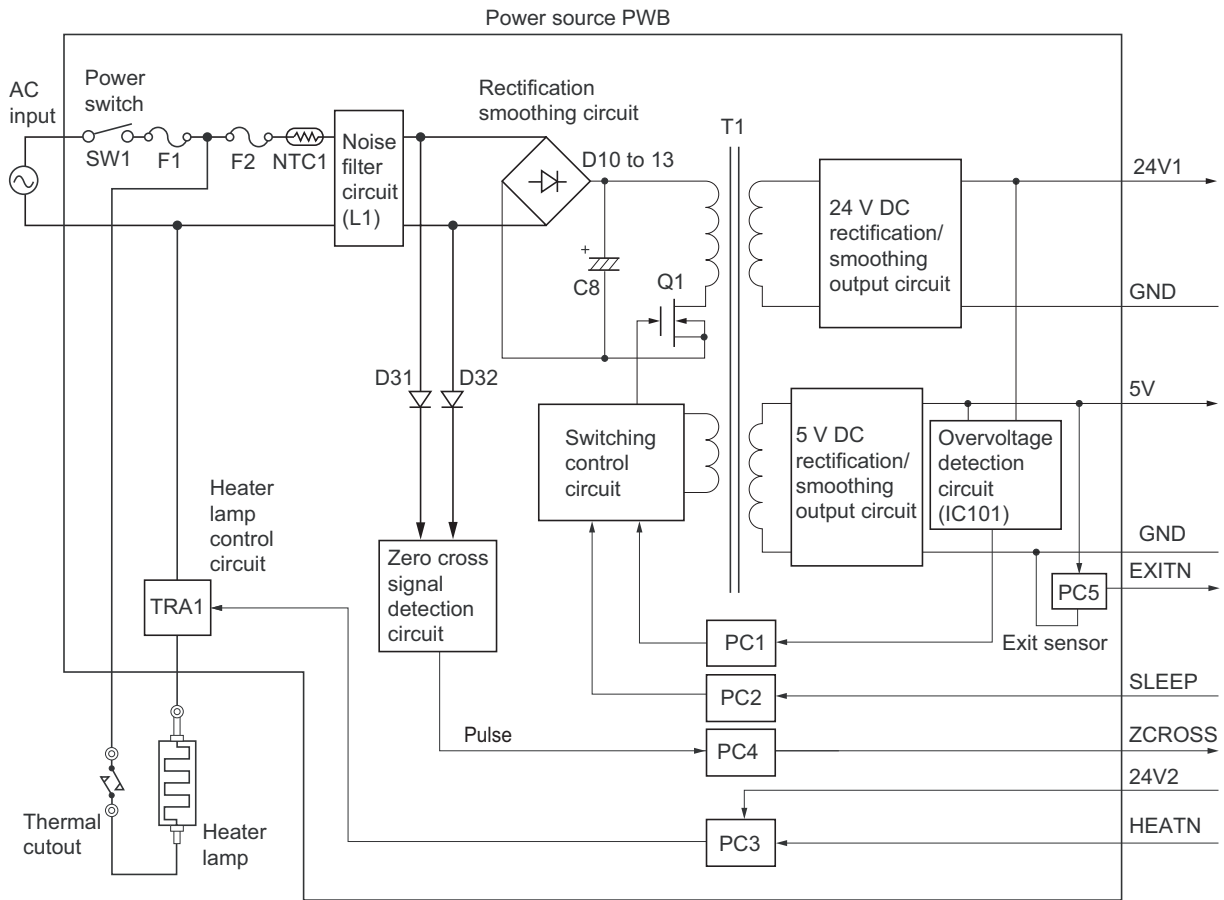 Power source PWB
AC
input
Power
switch
SW1
F1
F2
NTC1
Noise
filter
circuit
(L1)
Rectification
smoothing circuit
D10 to 13
+
C8
Q1
T1
24 V DC
rectification/
smoothing
output circuit
24V1
GND
D31
D32
Switching
control
circuit
5 V DC
rectification/
smoothing
output circuit
5V
Overvoltage
detection
circuit
(IC101)
GND
EXITN
PC5
Exit sensor
Heater
lamp
control
circuit
TRA1
Zero cross
signal
detection
circuit
PC1
PC2
SLEEP
Pulse
PC4
ZCROSS
24V2
PC3
HEATN
Thermal
cutout
Heater
lamp